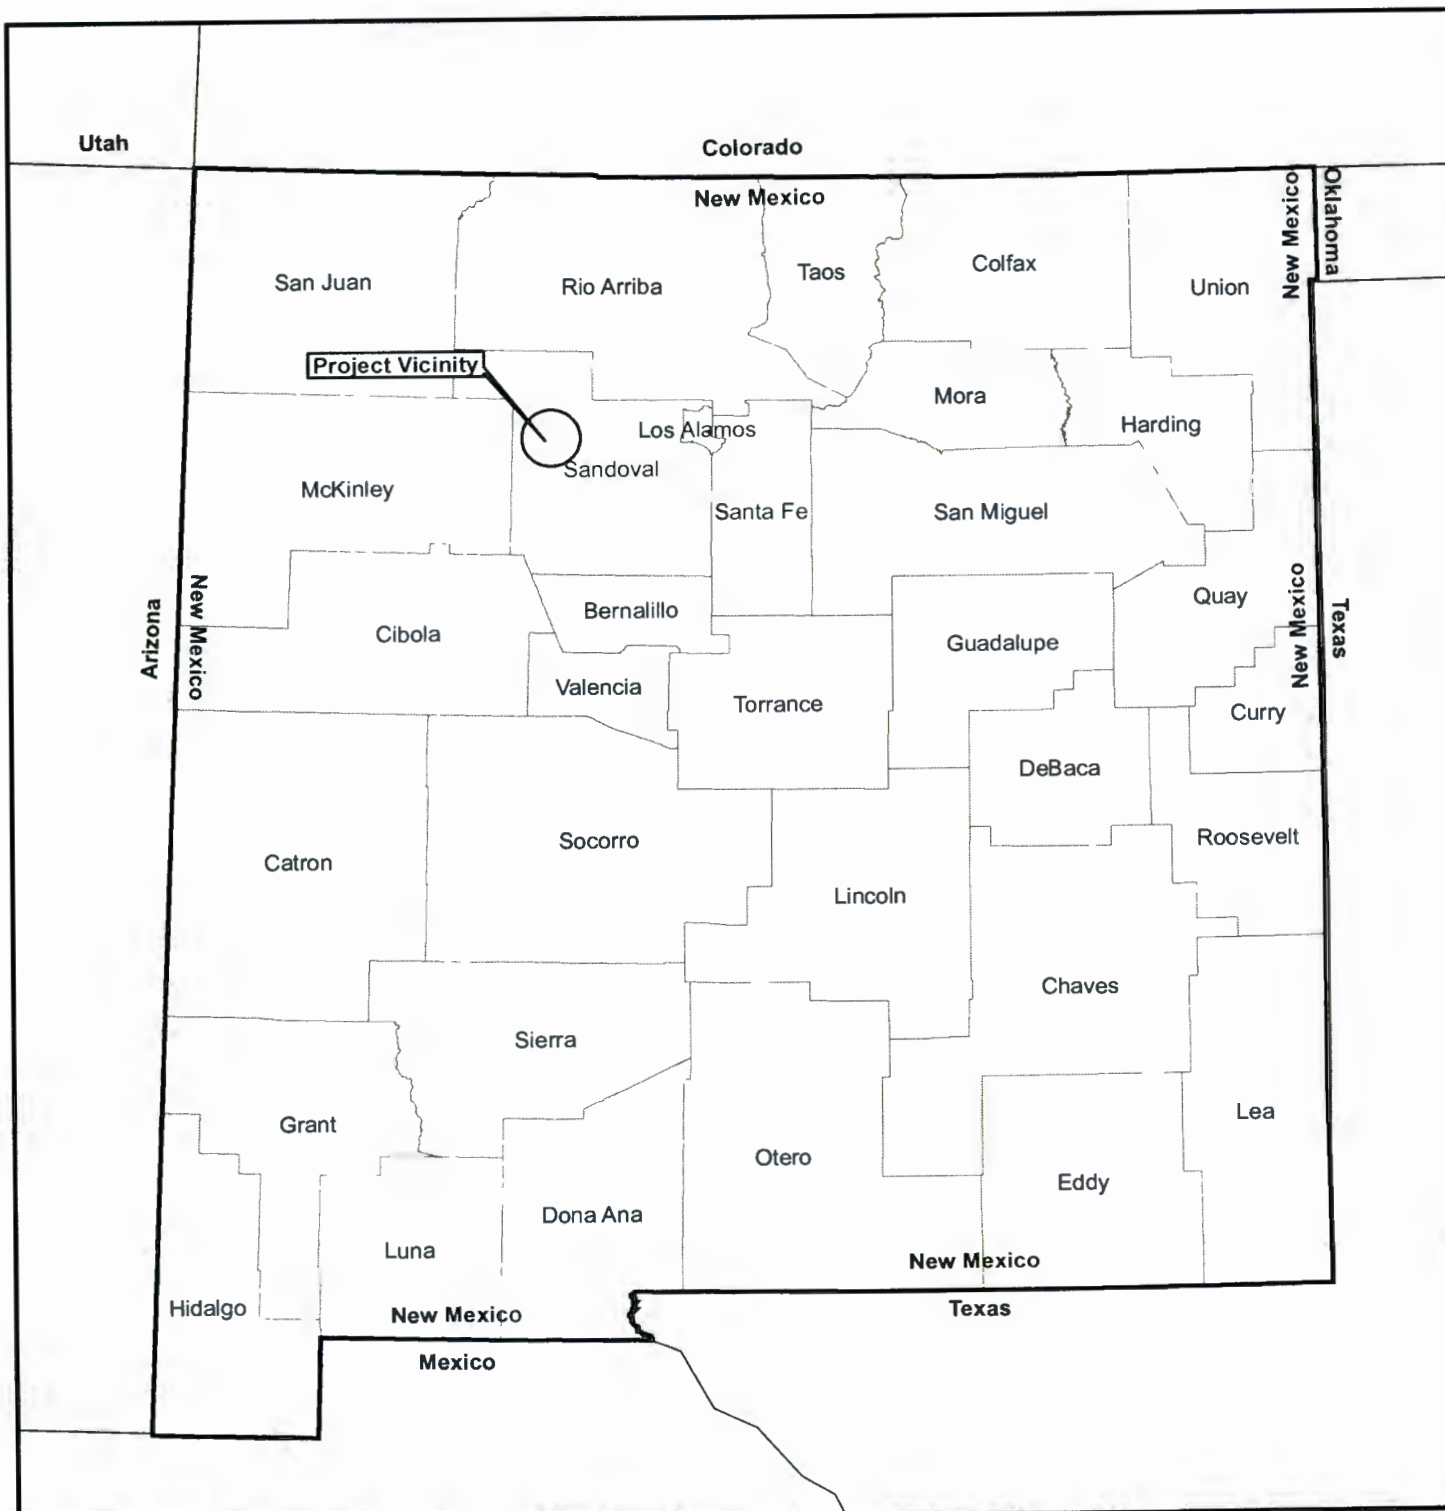 Utah
Colorado
New Mexico
New Mexico
Oklahoma
San Juan
Rio Arriba
Taos
Colfax
Union
Project Vicinity
Mora
Los Alamos
Harding
Sandoval
McKinley
Santa Fe
San Miguel
Arizona
New Mexico
Bernalillo
Cibola
Quay
New Mexico
Texas
Guadalupe
Valencia
Torrance
Curry
DeBaca
Socorro
Roosevelt
Catron
Lincoln
Chaves
Sierra
Grant
Lea
Otero
Eddy
Dona Ana
Luna
New Mexico
Hidalgo
New Mexico
Texas
Mexico